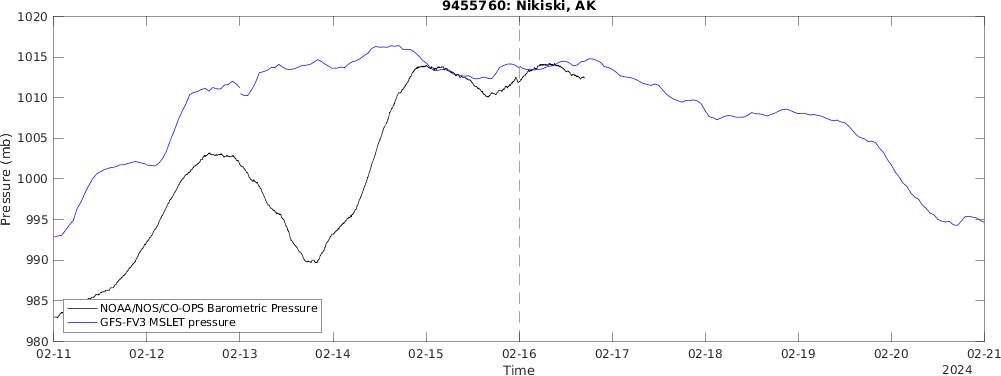 9455760: Nikiski, AK
1020
1015
1010
1005
1000
995
990
985
980
Pressure (mb)
NOAA/NOS/CO-OPS Barometric Pressure
GFS-FV3 MSLET pressure
02-11 02-12 02-13 02-14 02-15 02-16 02-17 02-18 02-19 02-20 02-21
Time
2024